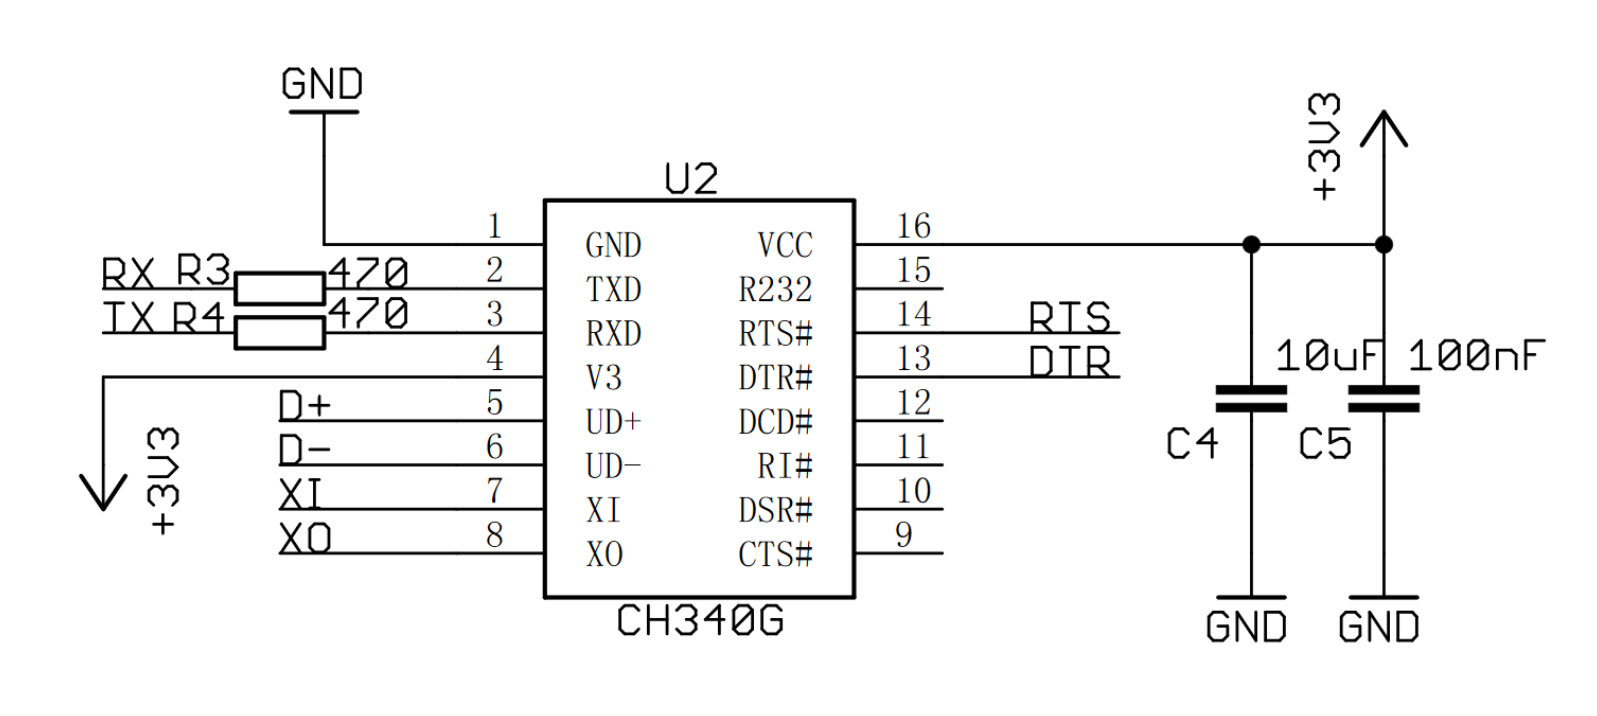 GND
+3V3
U2
1 GND VCC 16
RX R3 470 2 TXD R232 15
TX R4 470 3 RXD RTS# 14 RTS
4 V3 DTR# 13 DTR
10uF 100nF
D+ 5 UD+ DCD# 12
C4 C5
D- 6 UD- RI# 11
+3V3
XI 7 XI DSR# 10
XO 8 XO CTS# 9
CH340G
GND GND